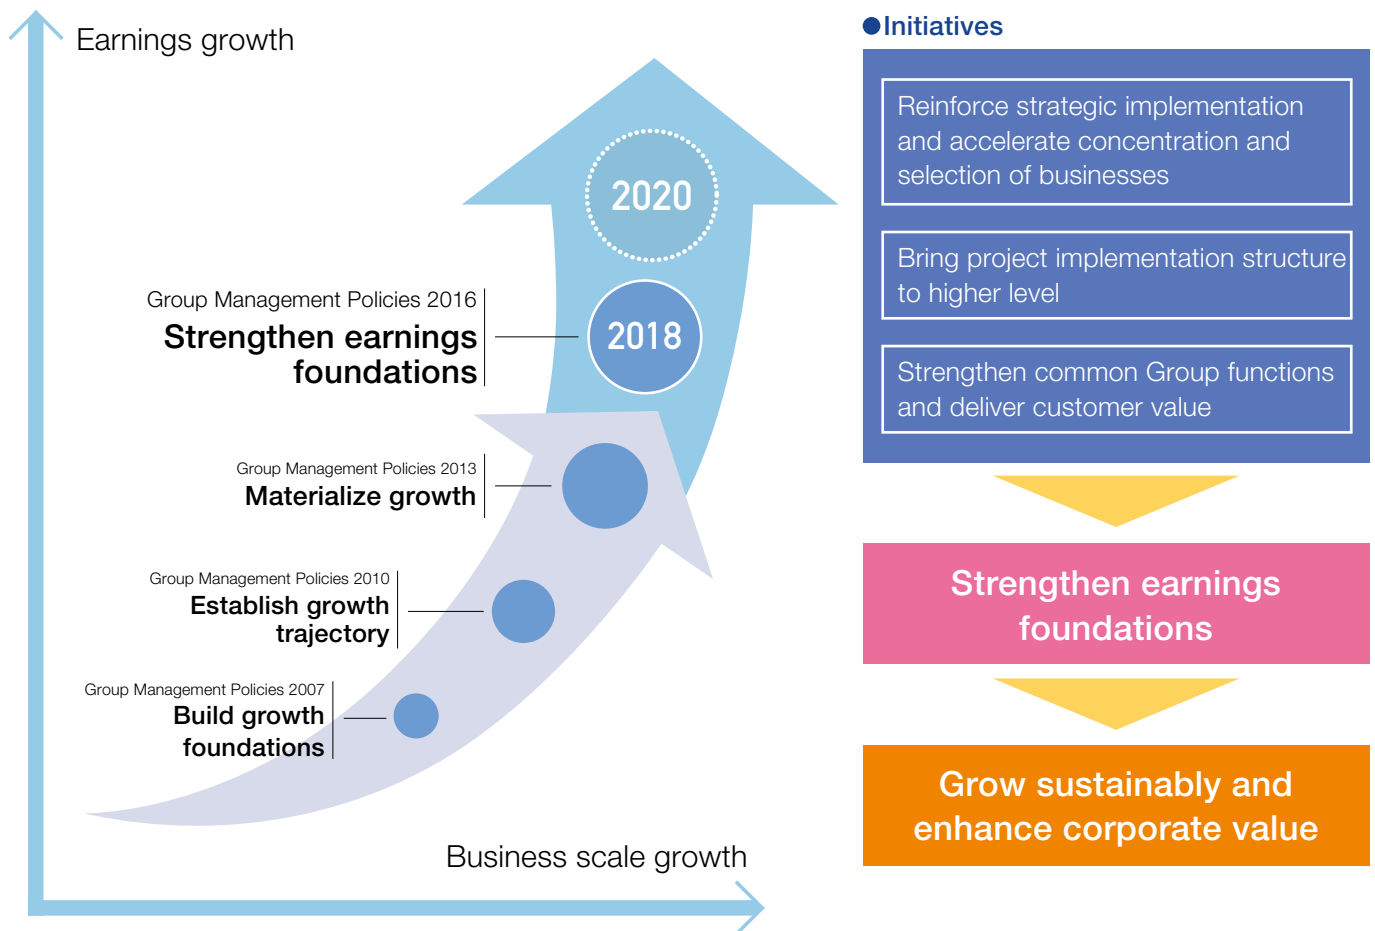 Earnings growth
2020
Group Management Policies 2016
Strengthen earnings
foundations
2018
Group Management Policies 2013
Materialize growth
Group Management Policies 2010
Establish growth
trajectory
Group Management Policies 2007
Build growth
foundations
Business scale growth
●Initiatives
Reinforce strategic implementation
and accelerate concentration and
selection of businesses
Bring project implementation structure
to higher level
Strengthen common Group functions
and deliver customer value
Strengthen earnings
foundations
Grow sustainably and
enhance corporate value